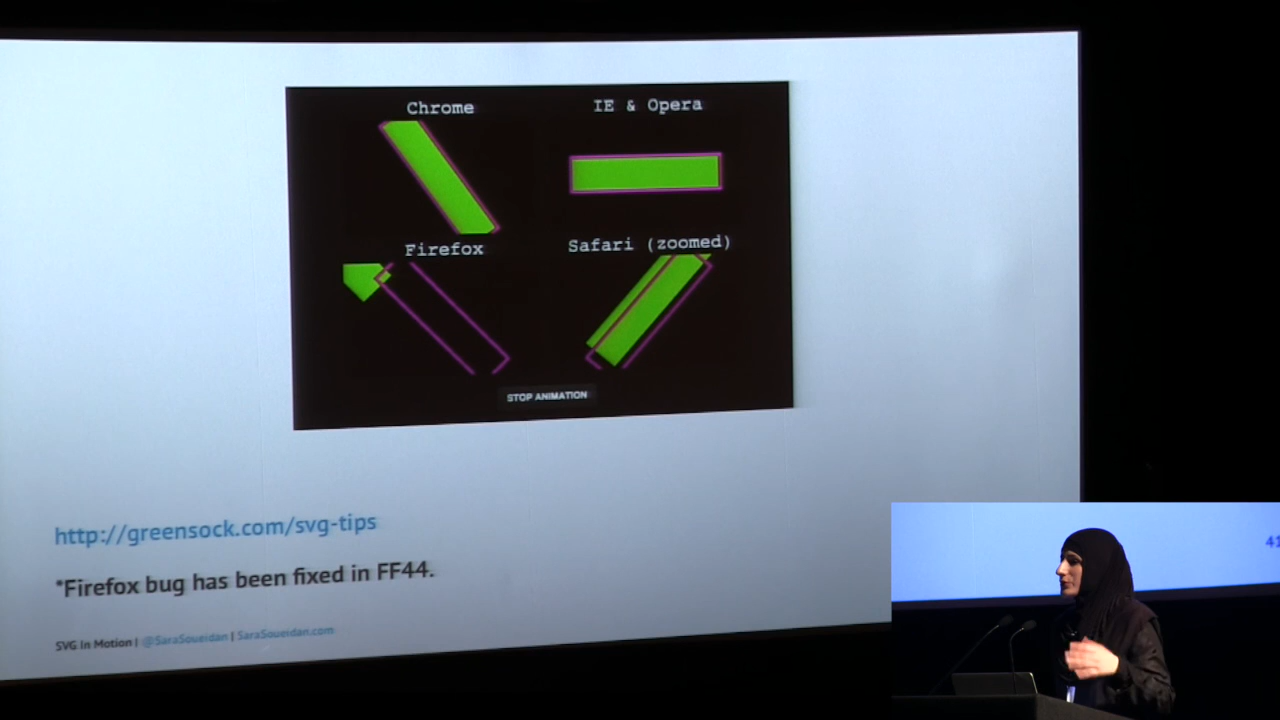 Chrome
IE & Opera
Firefox
Safari (zoomed)
STOP ANIMATION
http://greensock.com/svg-tips
*Firefox bug has been fixed in FF44.
SVG In Motion | @SaraSoueidan | SaraSoueidan.com
41